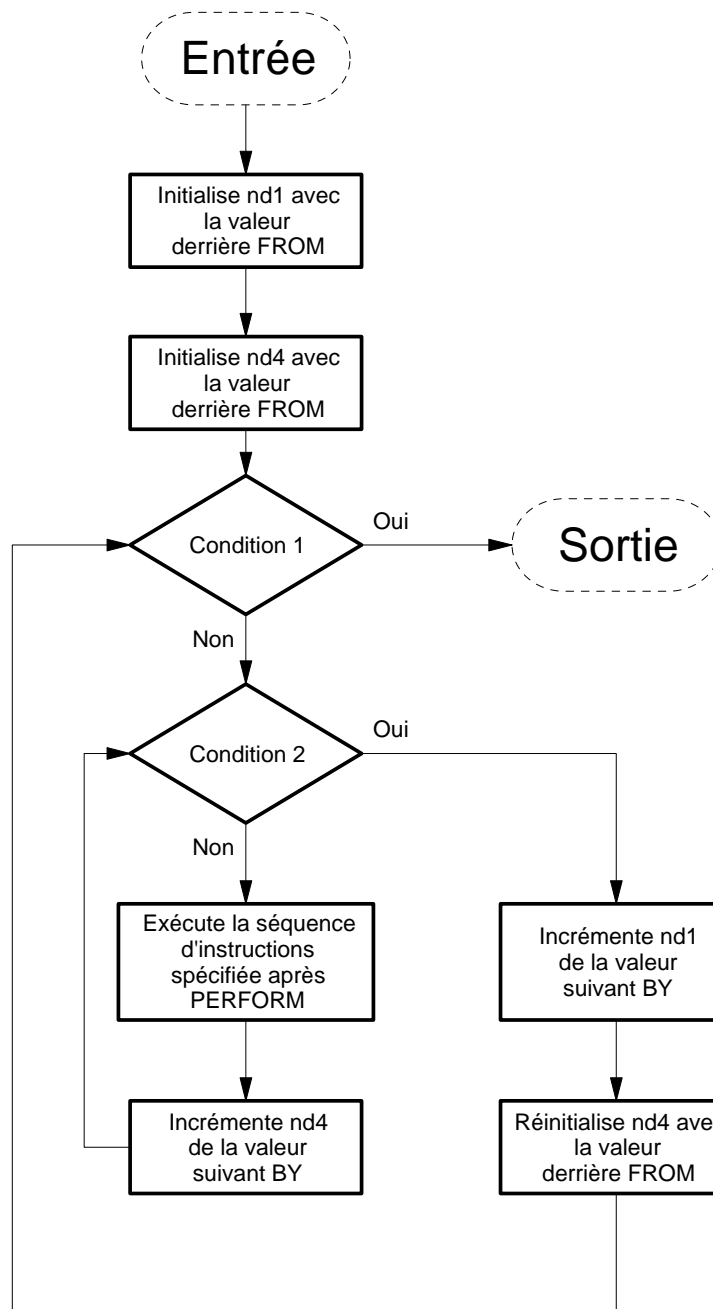 Entrée
Initialise nd1 avec
la valeur
derrière FROM
Initialise nd4 avec
la valeur
derrière FROM
Condition 1
Oui
Sortie
Non
Condition 2
Oui
Non
Exécute la séquence
d'instructions
spécifiée après
PERFORM
Incrémente nd1
de la valeur
suivant BY
Incrémente nd4
de la valeur
suivant BY
Réinitialise nd4 ave
la valeur
derrière FROM